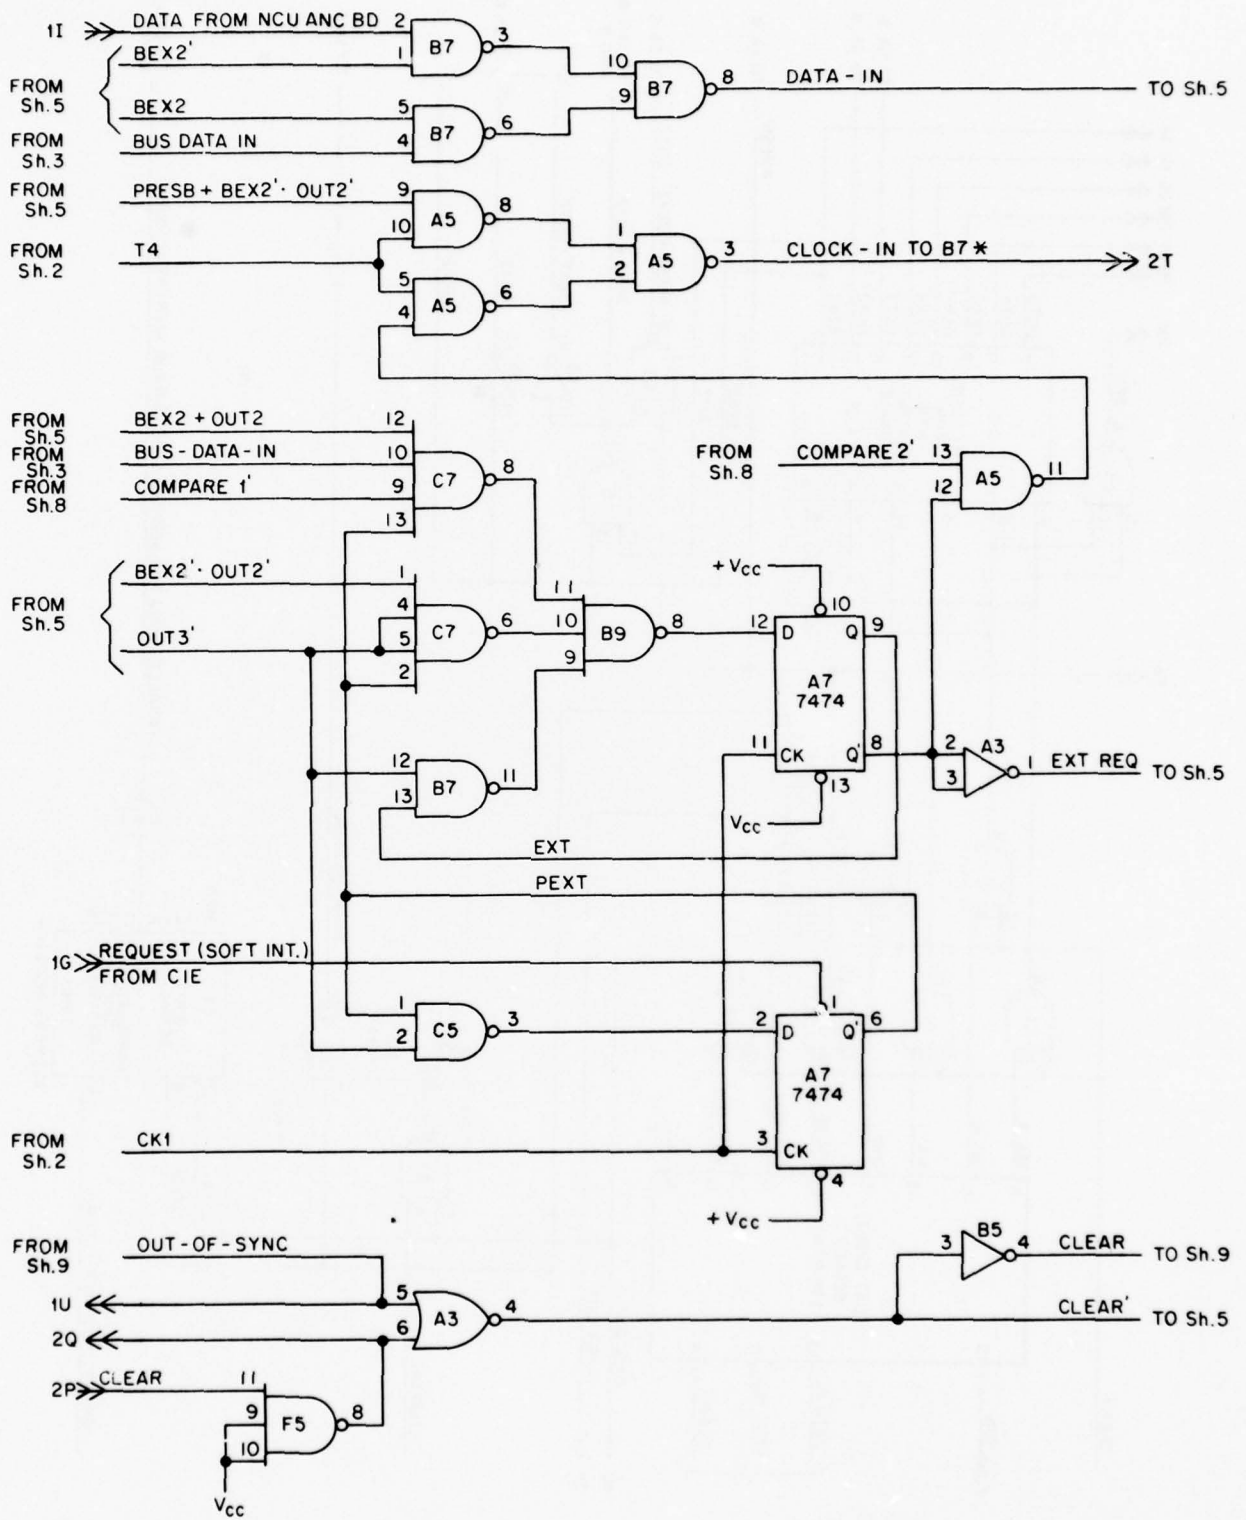 1I DATA FROM NCU ANC BD 2 B7 3
BEX2' 1
FROM Sh.5
10 B7 8 DATA-IN TO Sh.5
9
BEX2 5 B7 6
FROM Sh.3 BUS DATA IN 4
FROM Sh.5 PRESB + BEX2'· OUT2' 9 A5 8
10
FROM Sh.2 T4
1 A5 3 CLOCK-IN TO B7* 2T
2
5 A5 6
4
FROM Sh.5 BEX2 + OUT2 12
FROM Sh.3 BUS-DATA-IN 10 C7 8
FROM Sh.8 COMPARE 1' 9
13
FROM Sh.8 COMPARE 2' 13 A5 11
12
BEX2'· OUT2' 1
FROM Sh.5
4 C7 6
OUT3' 5
2
11
10 B9 8
9
+Vcc 10
12 D Q 9
A7
7474
11 CK Q' 8
13
Vcc
2 A3 1 EXT REQ TO Sh.5
3
12 B7 11
13
EXT
PEXT
1G REQUEST (SOFT INT.)
FROM CIE
1 C5 3
2
1
2 D Q' 6
A7
7474
3 CK
4
+Vcc
FROM Sh.2 CK1
FROM Sh.9 OUT-OF-SYNC
1U 5 A3 4
2Q 6
3 B5 4 CLEAR TO Sh.9
CLEAR' TO Sh.5
2P CLEAR 11 F5 8
9
10
Vcc